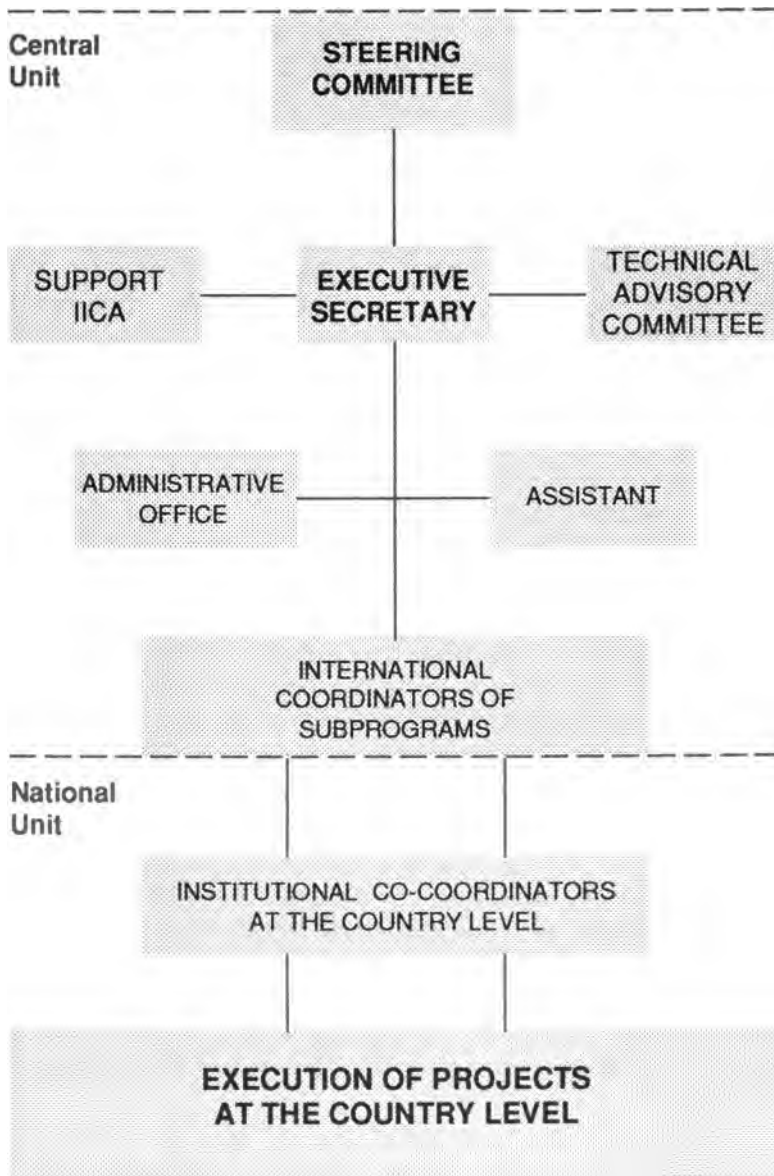 Central
Unit
STEERING
COMMITTEE
SUPPORT
IICA
EXECUTIVE
SECRETARY
TECHNICAL
ADVISORY
COMMITTEE
ADMINISTRATIVE
OFFICE
ASSISTANT
INTERNATIONAL
COORDINATORS OF
SUBPROGRAMS
National
Unit
INSTITUTIONAL CO-COORDINATORS
AT THE COUNTRY LEVEL
EXECUTION OF PROJECTS
AT THE COUNTRY LEVEL